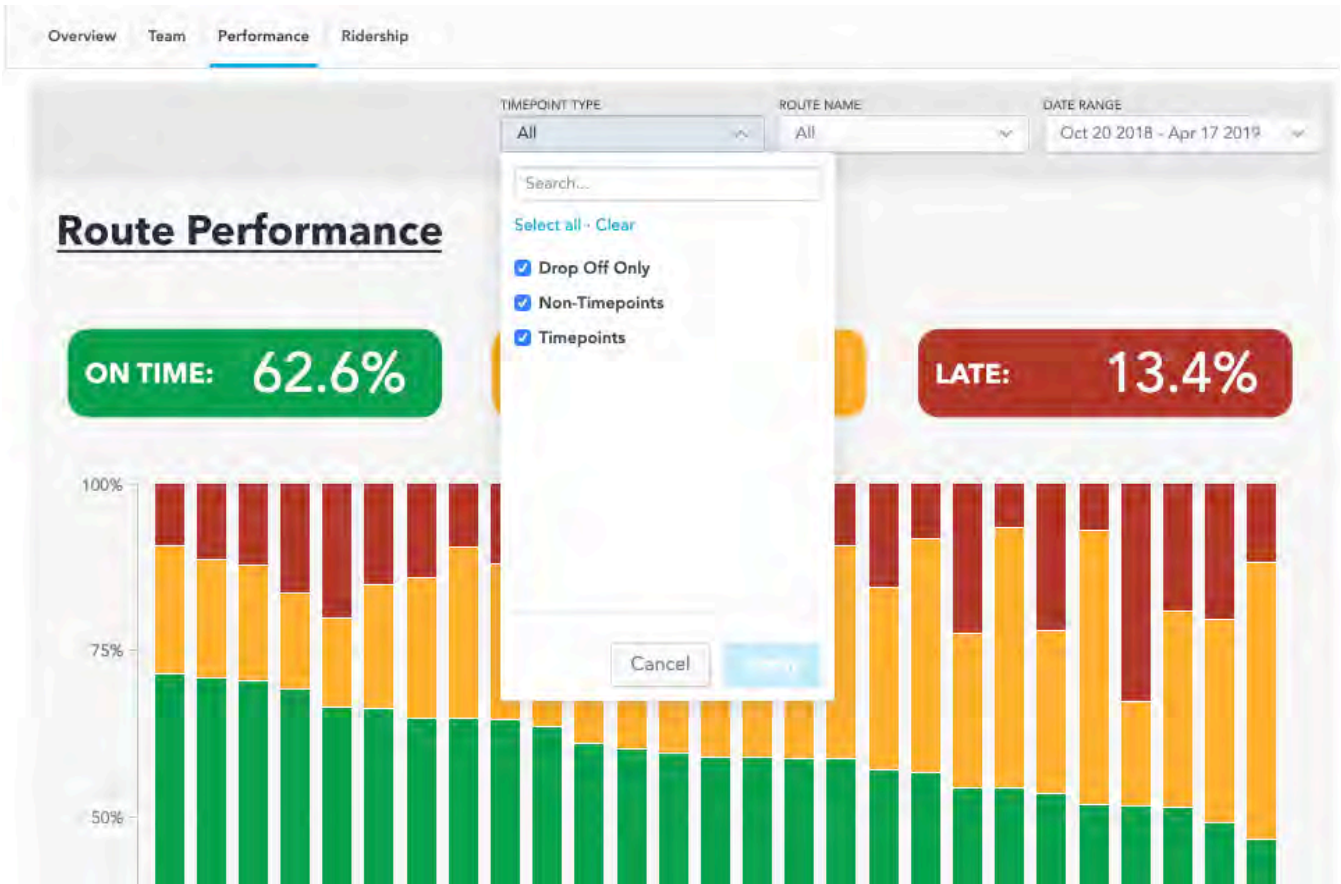 Overview Team Performance Ridership
TIMEPOINT TYPE ROUTE NAME DATE RANGE
All All Oct 20 2018 - Apr 17 2019
Search...
Select all · Clear
Route Performance
Drop Off Only
Non-Timepoints
Timepoints
ON TIME: 62.6% LATE: 13.4%
100%
75%
Cancel
50%